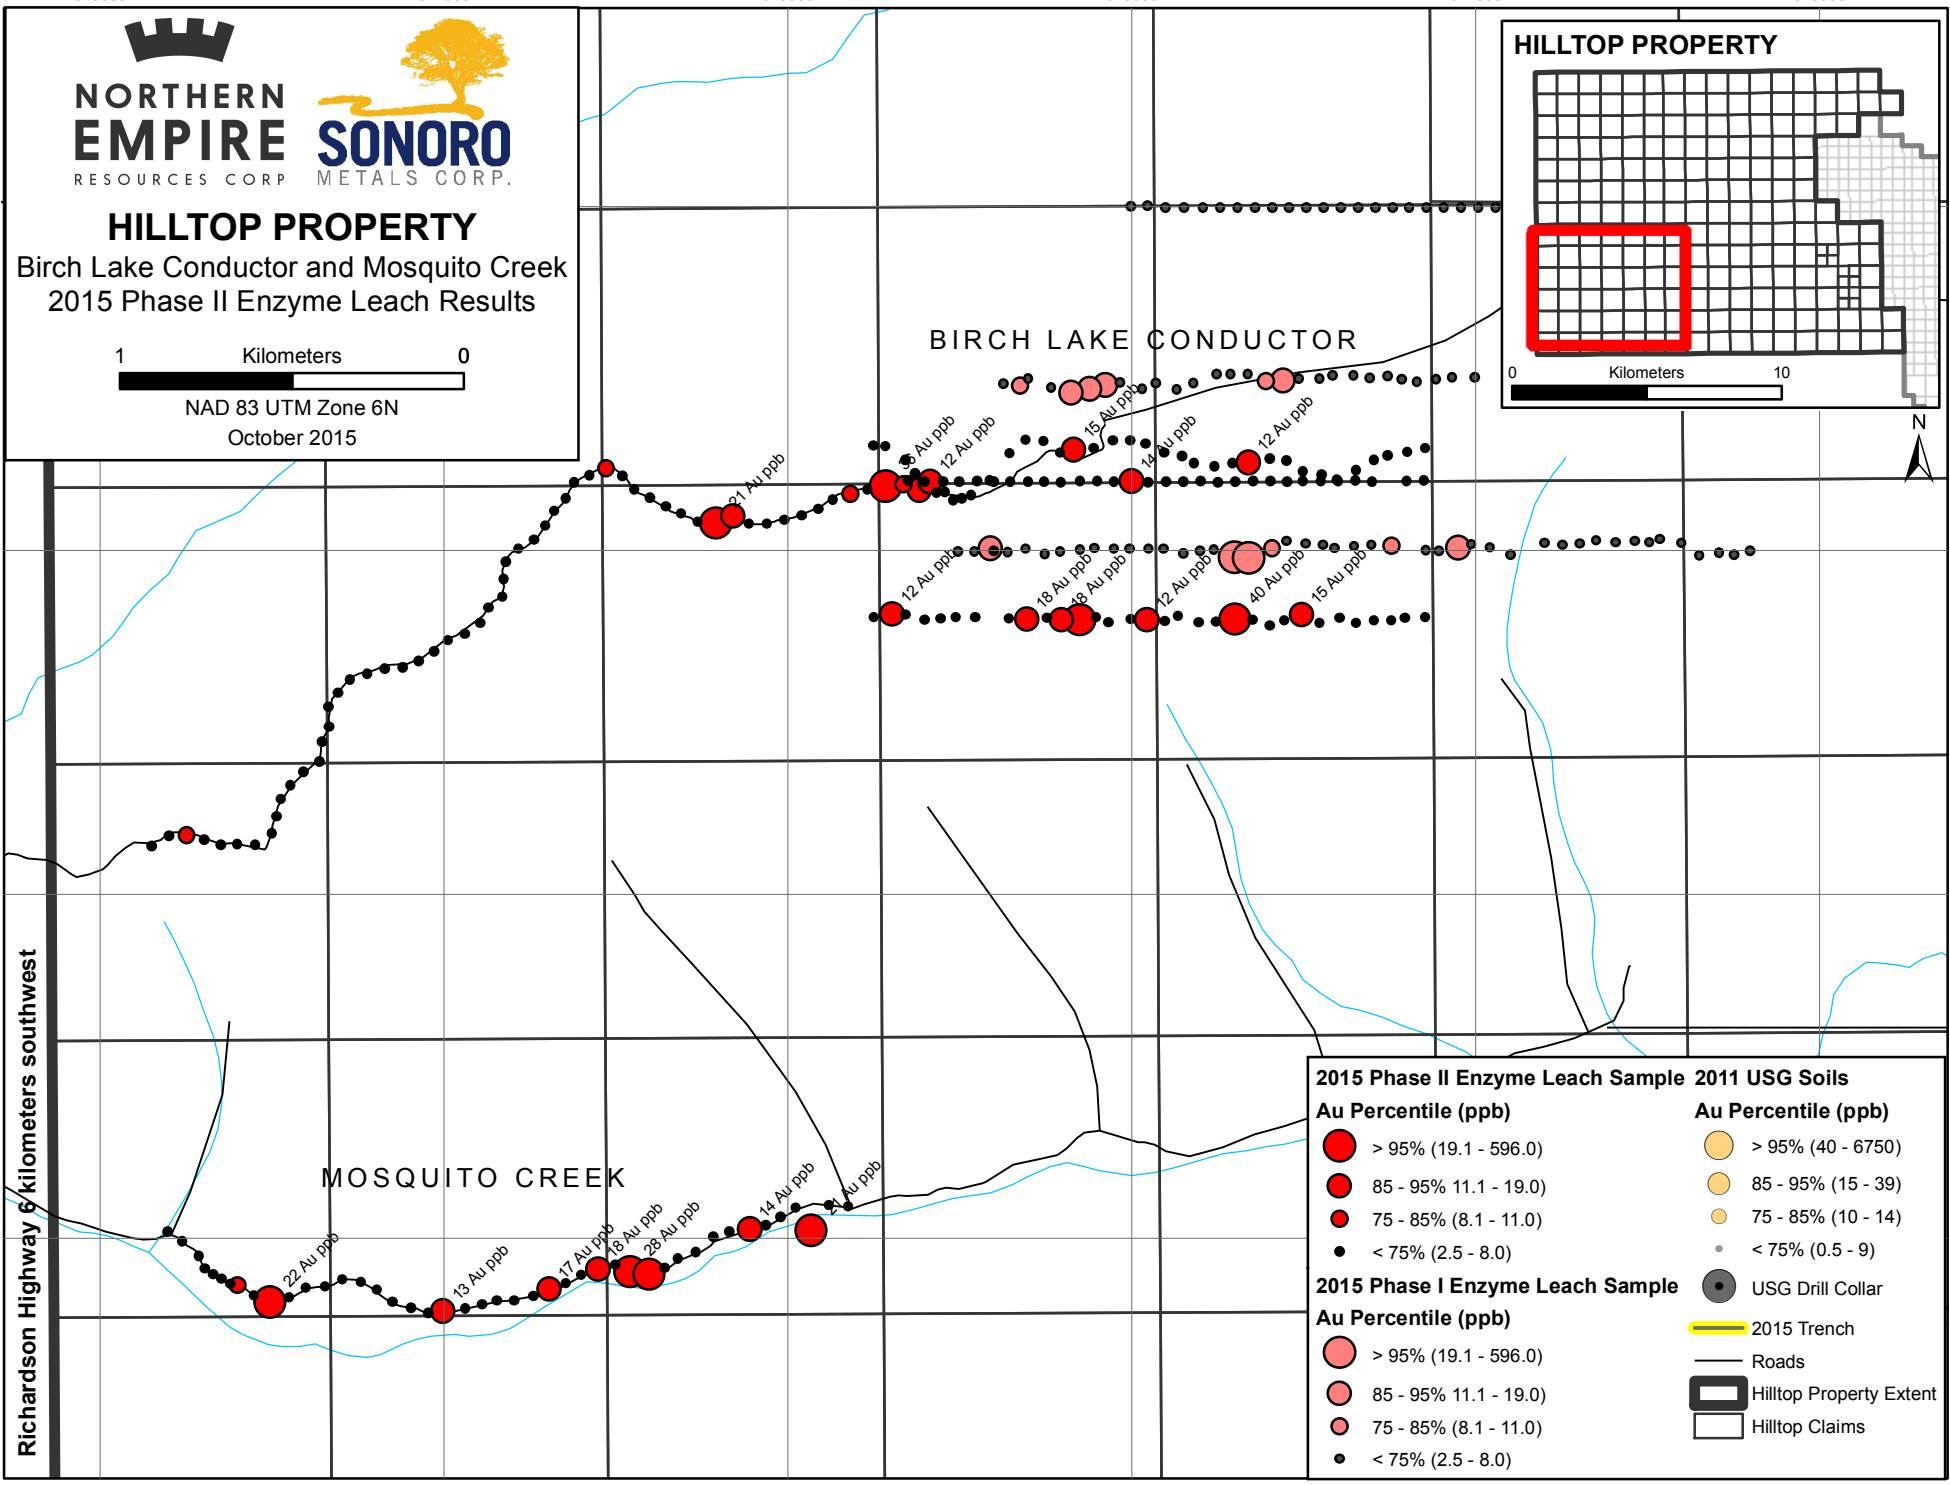 NORTHERN
EMPIRE
RESOURCES CORP
SONORO
METALS CORP.
HILLTOP PROPERTY
Birch Lake Conductor and Mosquito Creek
2015 Phase II Enzyme Leach Results
1 Kilometers 0
NAD 83 UTM Zone 6N
October 2015
HILLTOP PROPERTY
0 Kilometers 10
N
BIRCH LAKE CONDUCTOR
15 Au ppb
Au ppb
12 Au ppb
14 Au ppb
12 Au ppb
21 Au ppb
12 Au ppb
18 Au ppb
18 Au ppb
12 Au ppb
40 Au ppb
15 Au ppb
MOSQUITO CREEK
22 Au ppb
13 Au ppb
17 Au ppb
18 Au ppb
28 Au ppb
14 Au ppb
21 Au ppb
Richardson Highway 6 kilometers southwest
2015 Phase II Enzyme Leach Sample
Au Percentile (ppb)
> 95% (19.1 - 596.0)
85 - 95% 11.1 - 19.0)
75 - 85% (8.1 - 11.0)
< 75% (2.5 - 8.0)
2015 Phase I Enzyme Leach Sample
Au Percentile (ppb)
> 95% (19.1 - 596.0)
85 - 95% 11.1 - 19.0)
75 - 85% (8.1 - 11.0)
< 75% (2.5 - 8.0)
2011 USG Soils
Au Percentile (ppb)
> 95% (40 - 6750)
85 - 95% (15 - 39)
75 - 85% (10 - 14)
< 75% (0.5 - 9)
USG Drill Collar
2015 Trench
Roads
Hilltop Property Extent
Hilltop Claims